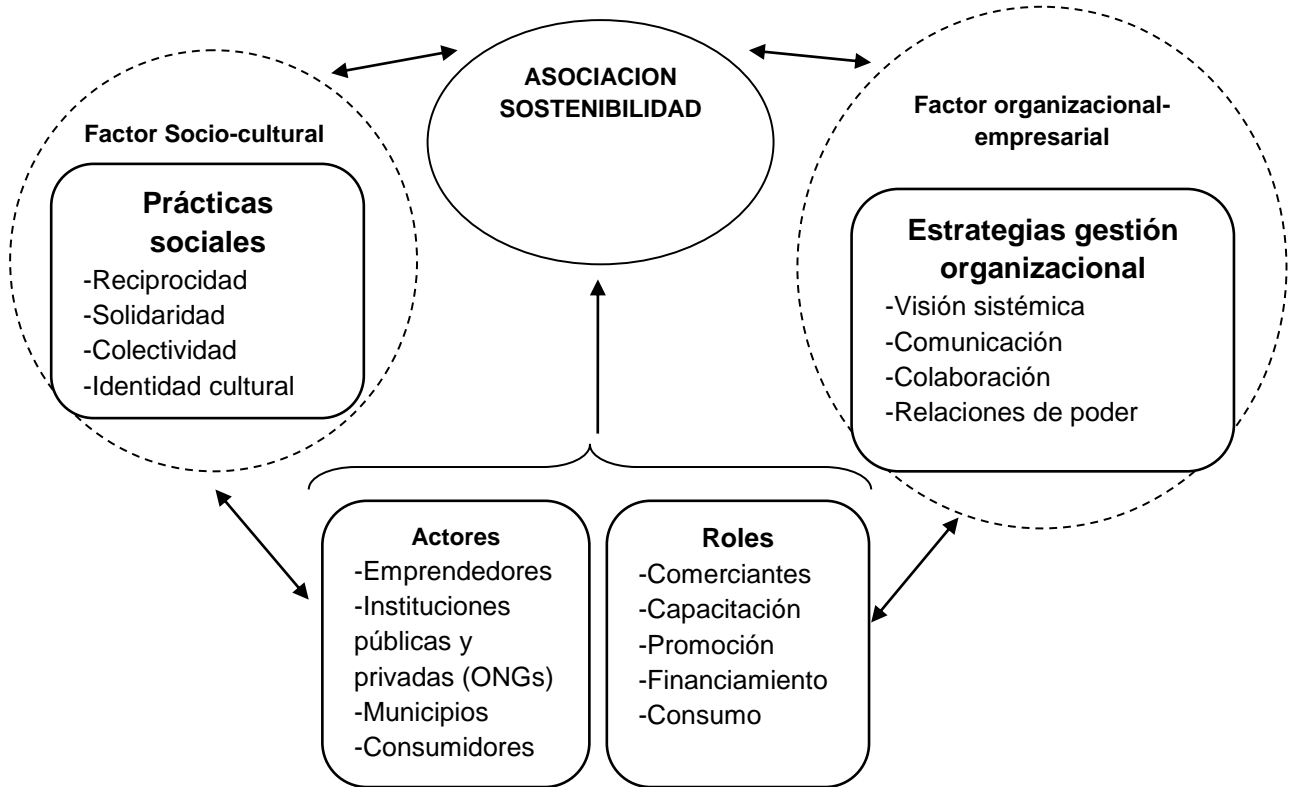 ASOCIACION
SOSTENIBILIDAD
Factor Socio-cultural
Prácticas
sociales
-Reciprocidad
-Solidaridad
-Colectividad
-Identidad cultural
Factor organizacional-
empresarial
Estrategias gestión
organizacional
-Visión sistémica
-Comunicación
-Colaboración
-Relaciones de poder
Actores
-Emprendedores
-Instituciones
públicas y
privadas (ONGs)
-Municipios
-Consumidores
Roles
-Comerciantes
-Capacitación
-Promoción
-Financiamiento
-Consumo